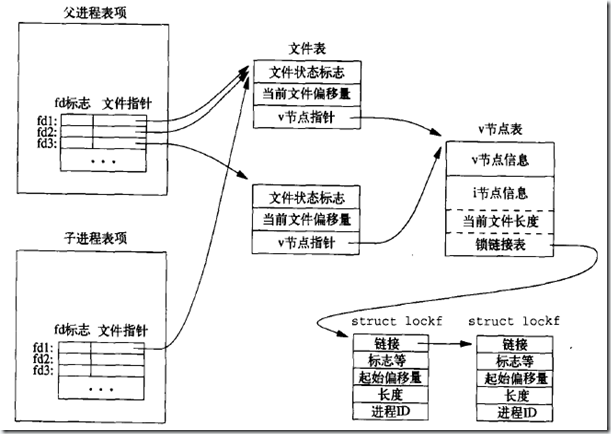 父进程表项
fd标志 文件指针
fd1:
fd2:
fd3:
...
子进程表项
fd标志 文件指针
fd1:
fd2:
fd3:
...
文件表
文件状态标志
当前文件偏移量
v节点指针
文件状态标志
当前文件偏移量
v节点指针
v节点表
v节点信息
i节点信息
当前文件长度
锁链接表
struct lockf
链接
标志等
起始偏移量
长度
进程ID
struct lockf
链接
标志等
起始偏移量
长度
进程ID